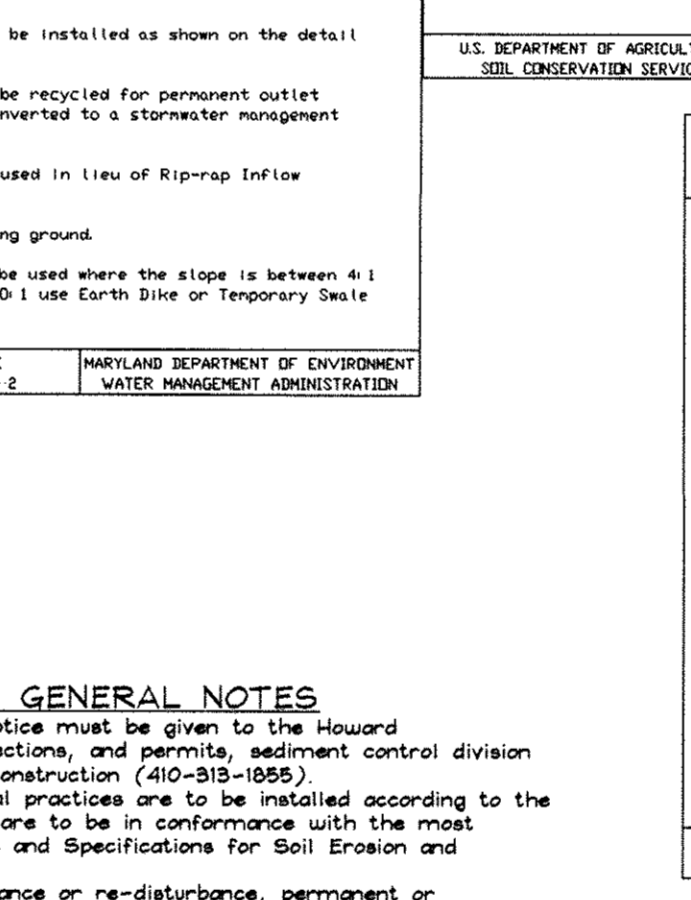 be installed as shown on the detail
be recycled for permanent outlet
nverted to a stormwater management
used in lieu of Rip-rap Inflow
ng ground.
be used where the slope is between 4:1
0:1 use Earth Dike or Temporary Swale
-2
MARYLAND DEPARTMENT OF ENVIRONMENT
WATER MANAGEMENT ADMINISTRATION
U.S. DEPARTMENT OF AGRICULT
SOIL CONSERVATION SERVIC
GENERAL NOTES
otice must be given to the Howard
ections, and permits, sediment control division
onstruction (410-313-1855).
al practices are to be installed according to the
are to be in conformance with the most
and Specifications for Soil Erosion and
ance or re-disturbance, permanent or